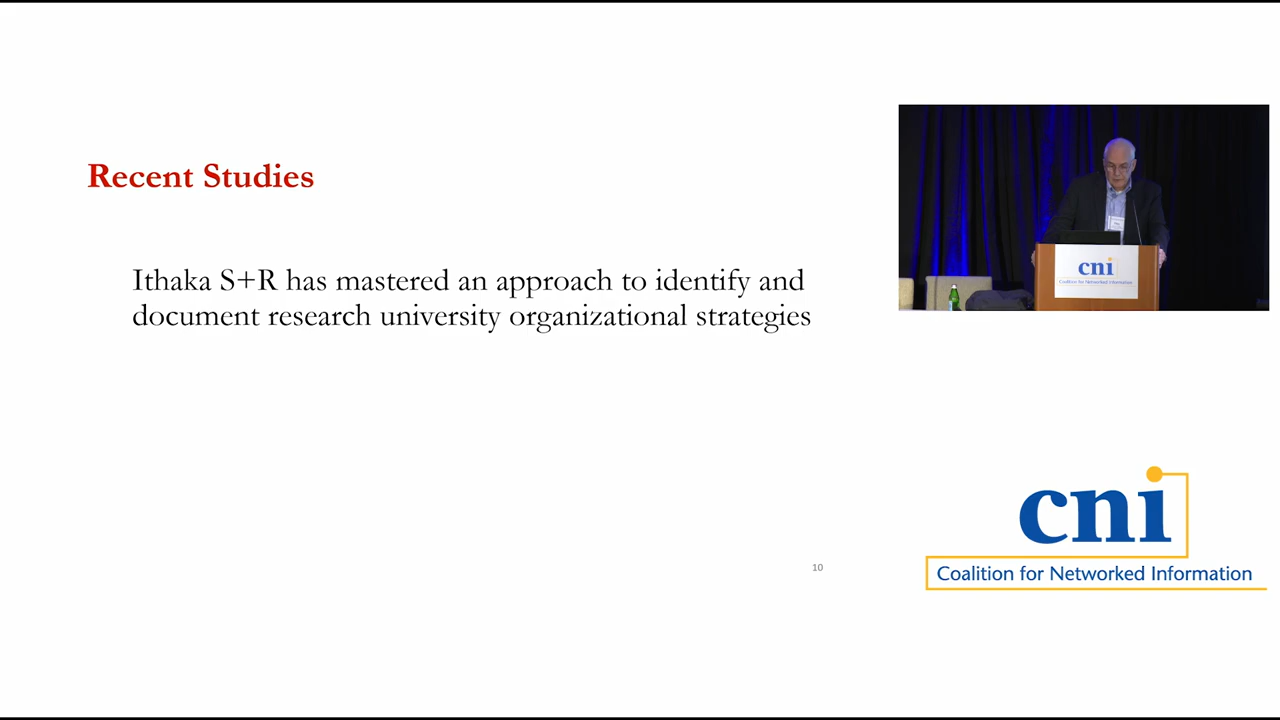 Recent Studies
Ithaka S+R has mastered an approach to identify and
document research university organizational strategies
10
cni
Coalition for Networked Information
cni
Coalition for Networked Information